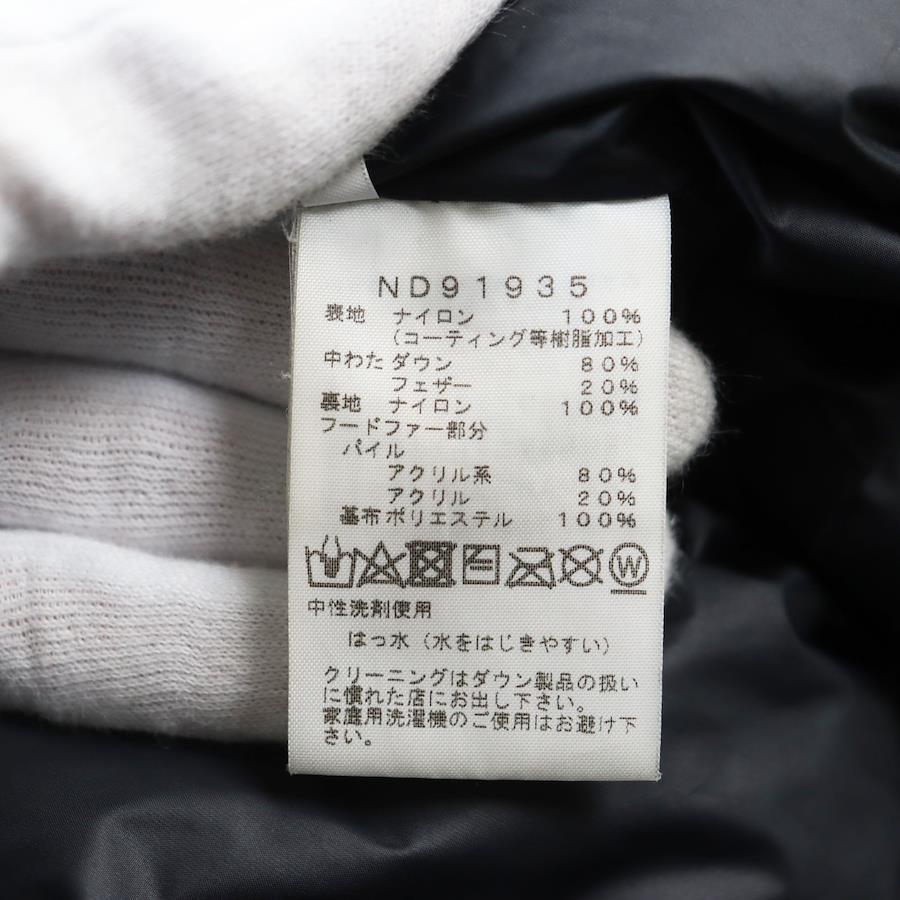 ND91935
表地 ナイロン 100%
(コーティング等樹脂加工)
中わた ダウン 80%
フェザー 20%
裏地 ナイロン 100%
フードファー部分
パイル
アクリル系 80%
アクリル 20%
基布ポリエステル 100%
W
中性洗剤使用
はっ水(水をはじきやすい)
クリーニングはダウン製品の扱い
に慣れた店にお出し下さい。
家庭用洗濯機のご使用はお避け下
さい。